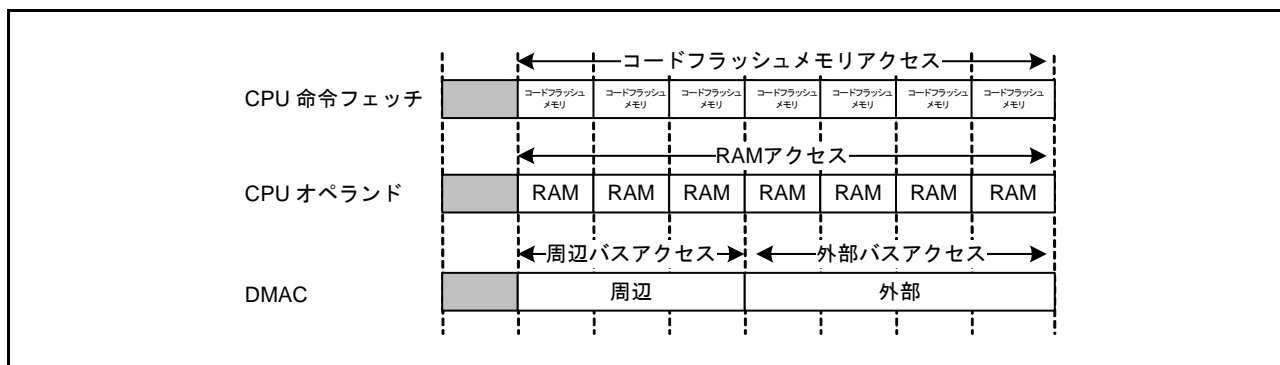 コードフラッシュメモリアクセス
CPU 命令フェッチ
コードフラッシュ
メモリ
コードフラッシュ
メモリ
コードフラッシュ
メモリ
コードフラッシュ
メモリ
コードフラッシュ
メモリ
コードフラッシュ
メモリ
コードフラッシュ
メモリ
RAMアクセス
CPU オペランド
RAM
RAM
RAM
RAM
RAM
RAM
RAM
周辺バスアクセス
外部バスアクセス
DMAC
周辺
外部